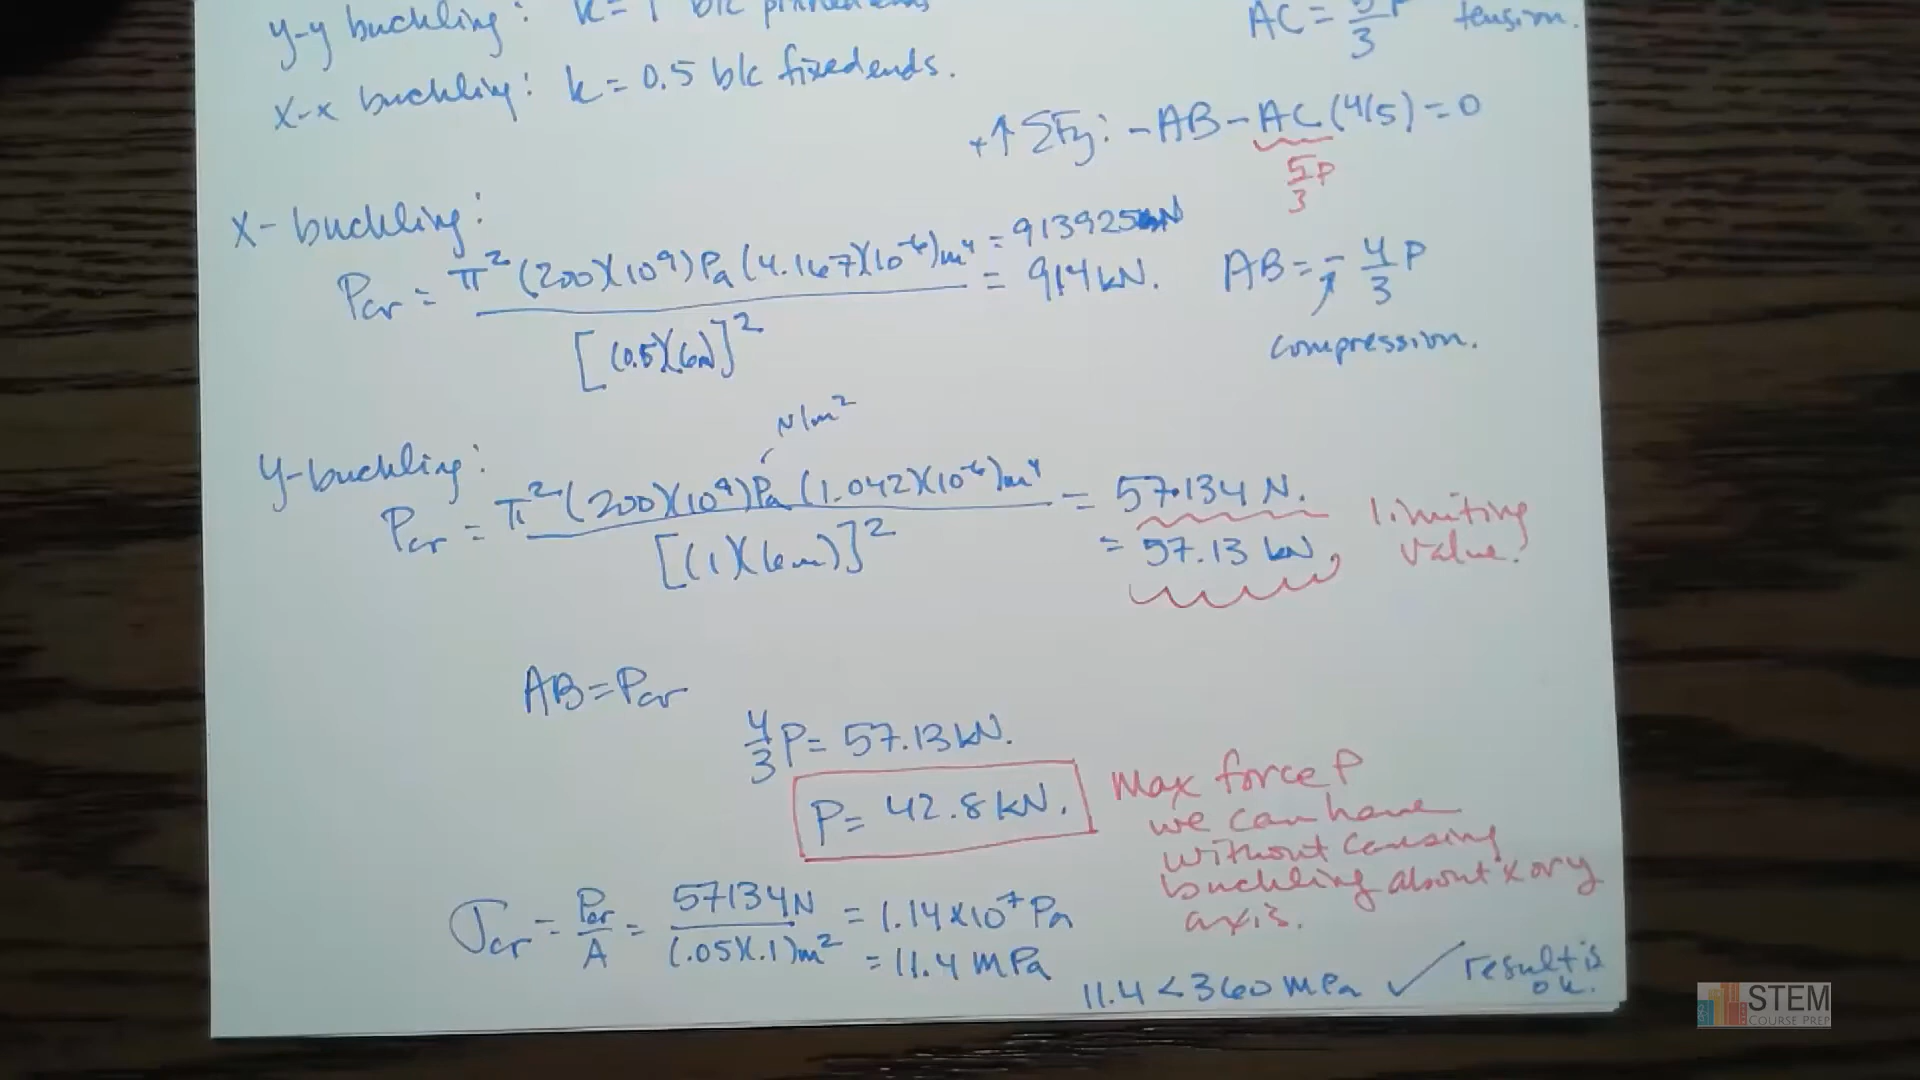 y-y buckling: k= 1 b/c pinned ends
x-x buckling: k= 0.5 b/c fixed ends.
AC = 5/3 P tension.
+↑ΣFy: -AB - AC (4/5) = 0
5/3 P
AB = - 4/3 P
compression.
x- buckling:
Pcr = π² (200)(10⁹) Pa (4.167)(10⁻⁶) m⁴ / [(0.5)(6m)]² = 913925 N
= 914 kN.
N/m²
y-buckling:
Pcr = π² (200)(10⁹) Pa (1.042)(10⁻⁶) m⁴ / [(1)(6m)]² = 57134 N.
= 57.13 kN,
limiting
value.
AB = Pcr
4/3 P = 57.13 kN.
P = 42.8 kN.
Max force P
we can have
without causing
buckling about x or y
axis.
σcr = Pcr/A = 57134N / (.05)(.1)m² = 1.14 x 10⁷ Pa
= 11.4 MPa
11.4 < 360 MPa ✓ result is
ok.
STEM
COURSE PREP